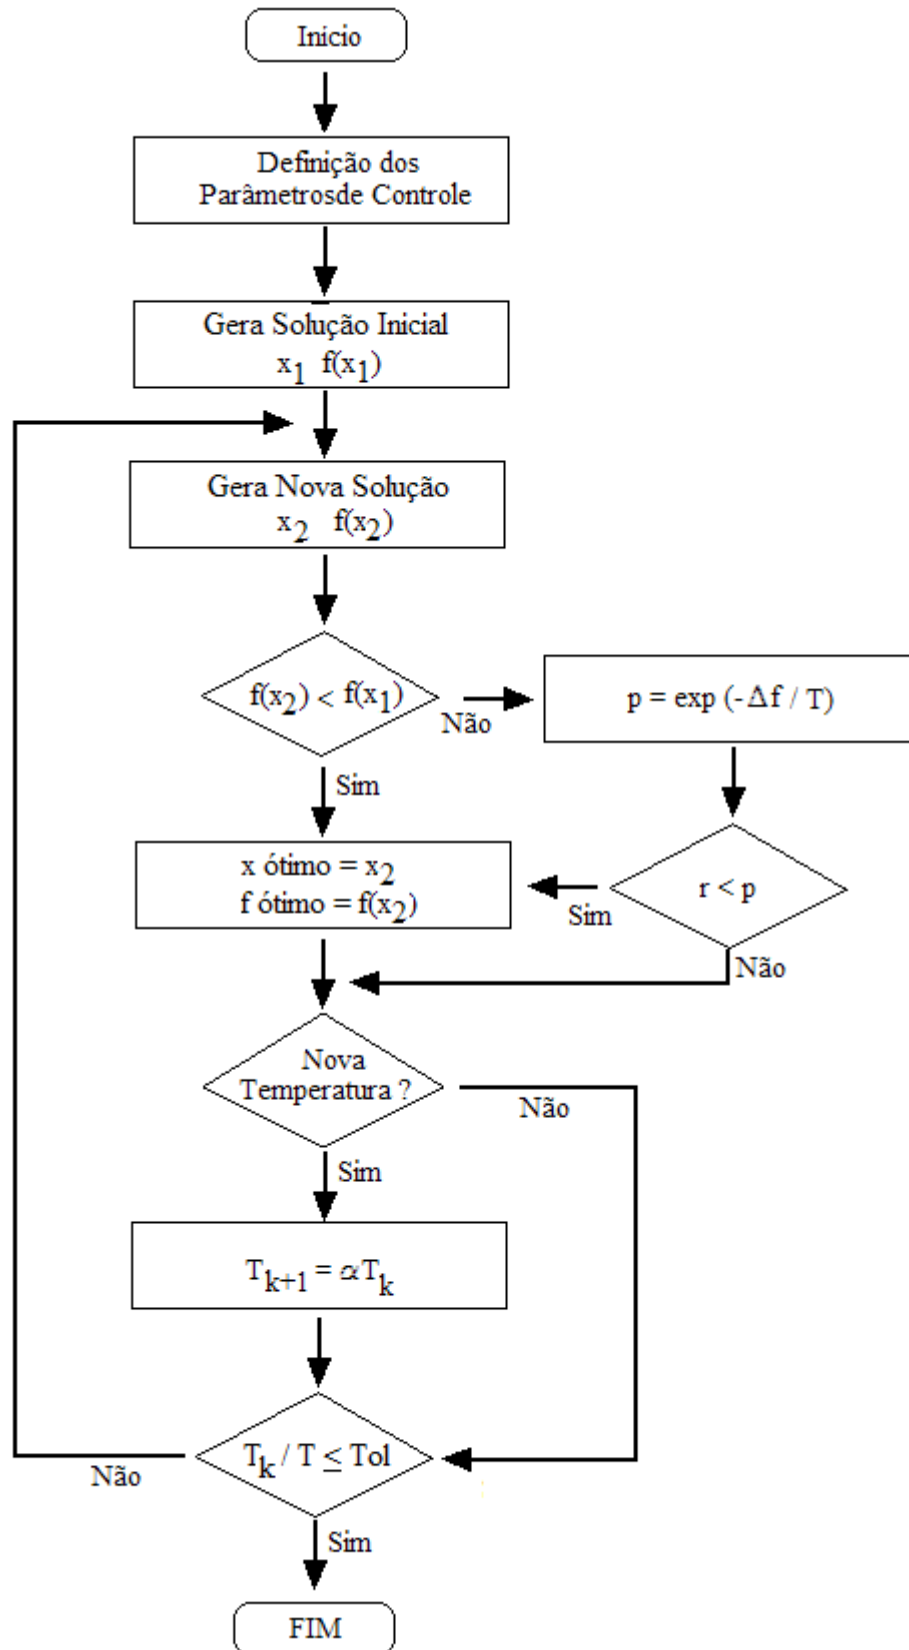 Inicio
Definição dos
Parâmetrosde Controle
Gera Solução Inicial
x₁ f(x₁)
Gera Nova Solução
x₂ f(x₂)
f(x₂) < f(x₁)
Não
p = exp (-Δf / T)
Sim
x ótimo = x₂
f ótimo = f(x₂)
r < p
Sim
Não
Nova
Temperatura ?
Não
Sim
Tₖ₊₁ = αTₖ
Tₖ / T ≤ Tol
Não
Sim
FIM